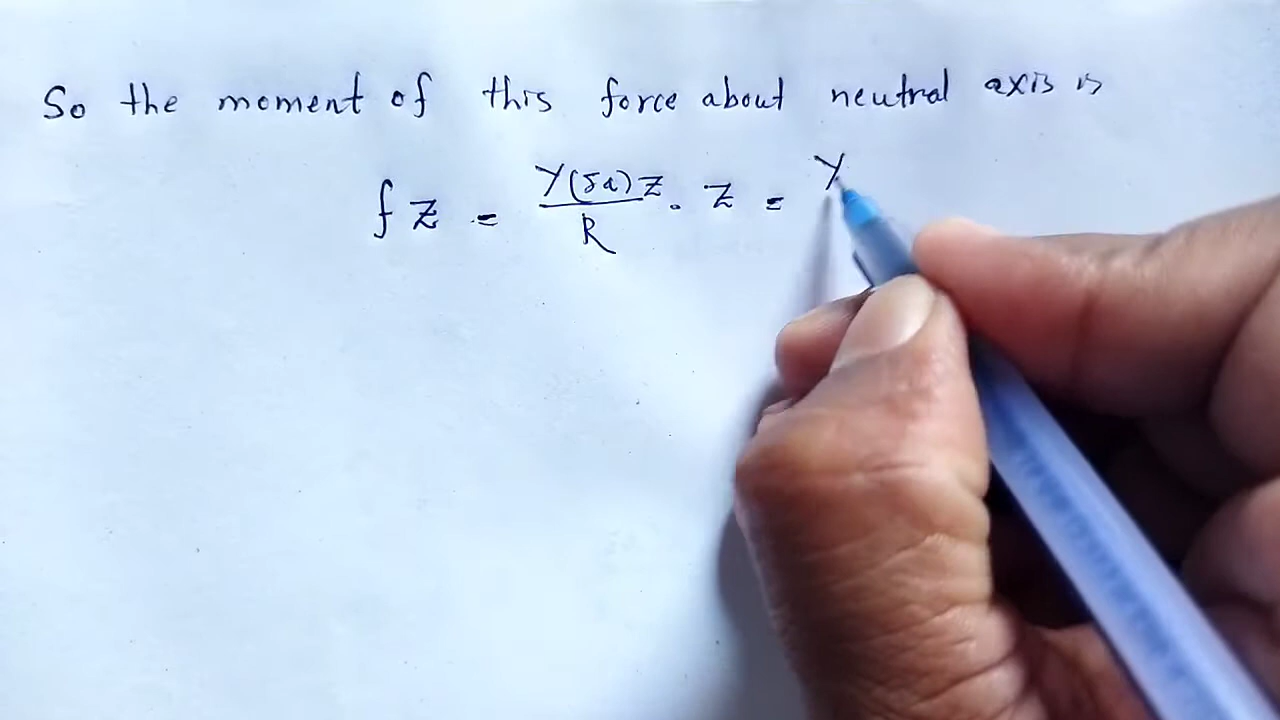 So the moment of this force about neutral axis is
f z = Y(δa)z / R . z = Y